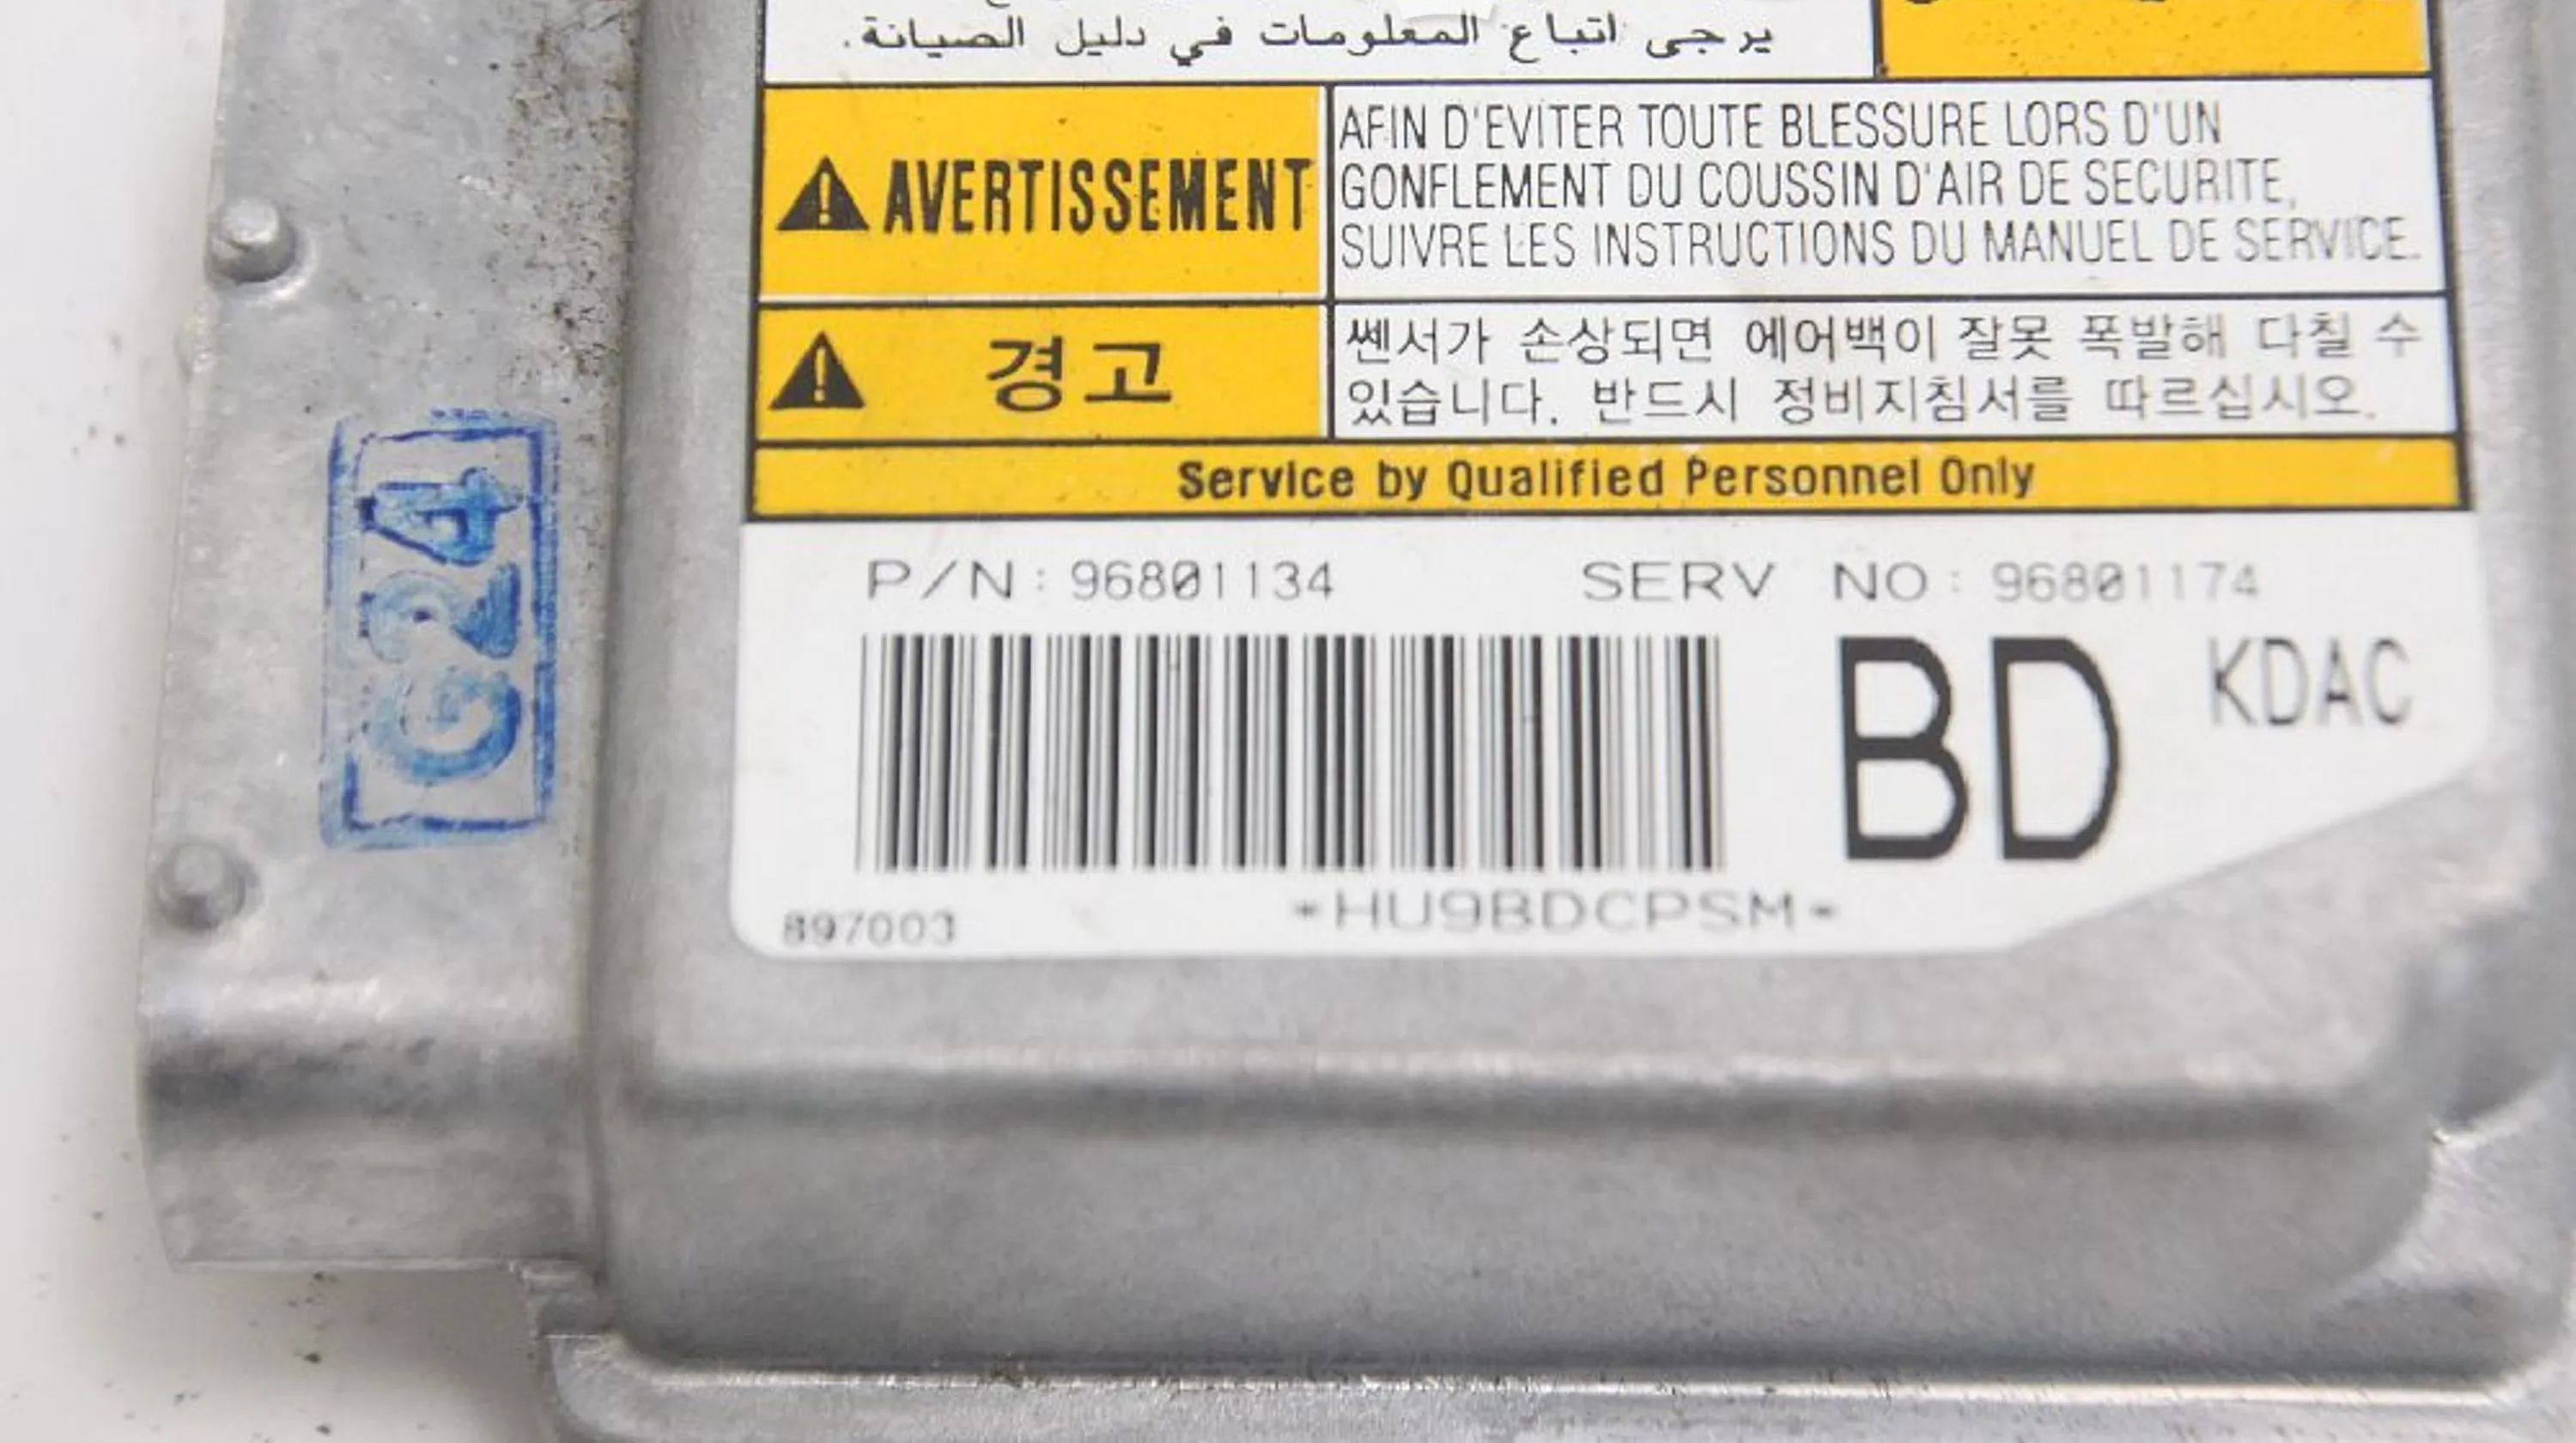 يرجى اتباع المعلومات في دليل الصيانة.
AVERTISSEMENT
AFIN D'EVITER TOUTE BLESSURE LORS D'UN
GONFLEMENT DU COUSSIN D'AIR DE SECURITE,
SUIVRE LES INSTRUCTIONS DU MANUEL DE SERVICE.
경고
쎈서가 손상되면 에어백이 잘못 폭발해 다칠 수
있습니다. 반드시 정비지침서를 따르십시오.
Service by Qualified Personnel Only
P/N: 96801134 SERV NO: 96801174
BD KDAC
897003 *HU9BDCPSM*
G24